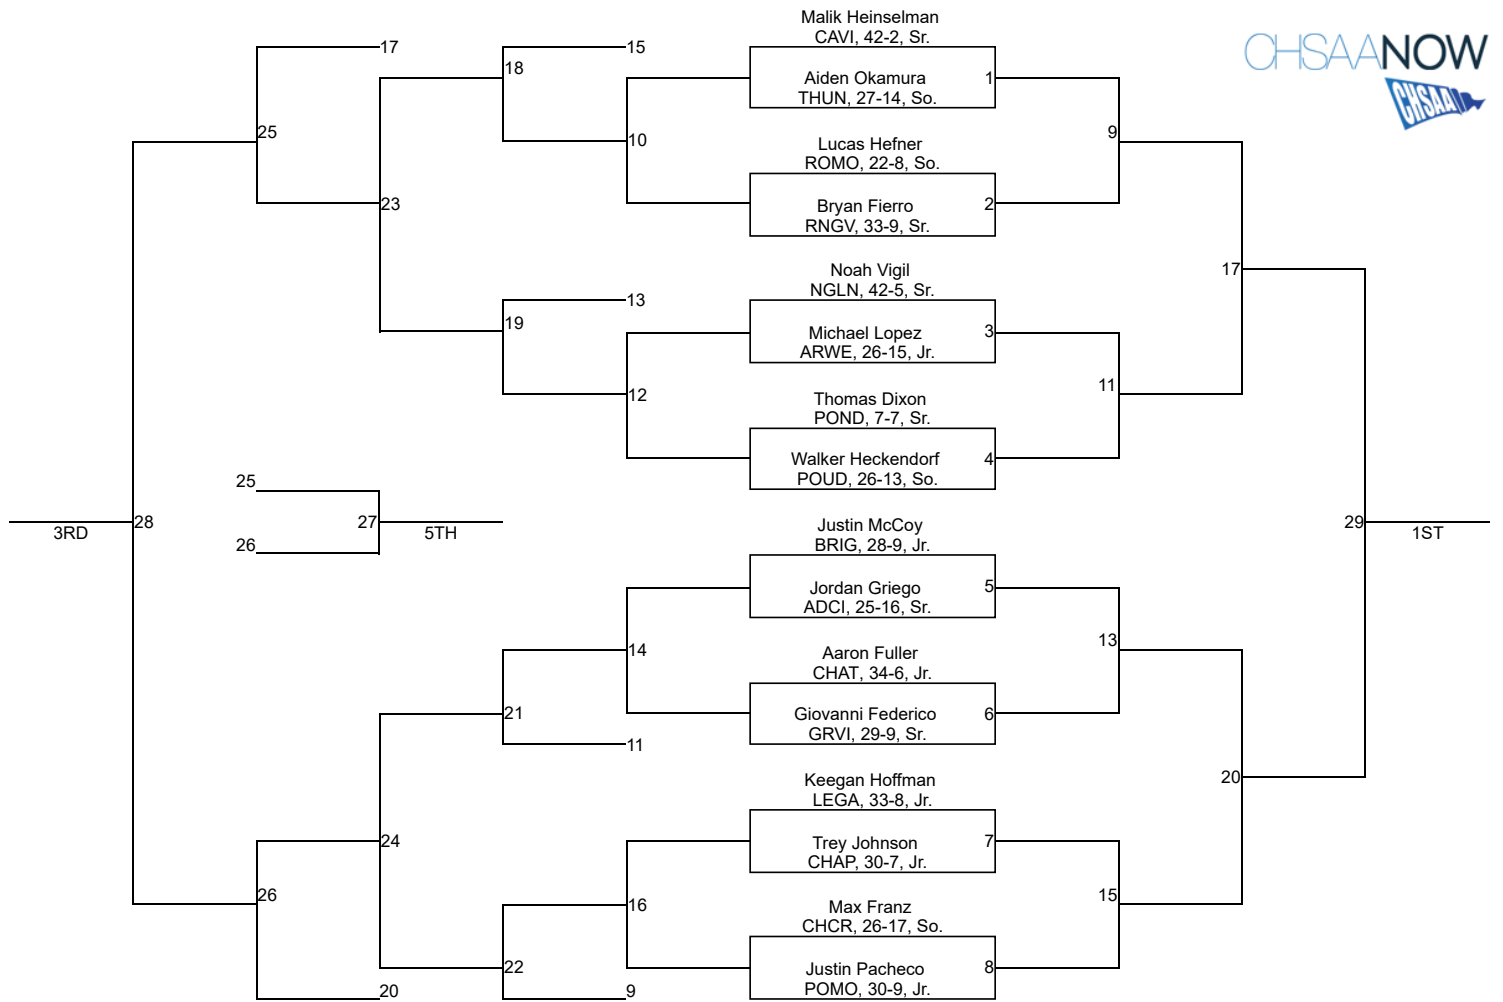 CHSAANOW
CHSAA
Malik Heinselman
CAVI, 42-2, Sr.
Aiden Okamura
THUN, 27-14, So.
1
Lucas Hefner
ROMO, 22-8, So.
Bryan Fierro
RNGV, 33-9, Sr.
2
Noah Vigil
NGLN, 42-5, Sr.
Michael Lopez
ARWE, 26-15, Jr.
3
Thomas Dixon
POND, 7-7, Sr.
Walker Heckendorf
POUD, 26-13, So.
4
Justin McCoy
BRIG, 28-9, Jr.
Jordan Griego
ADCI, 25-16, Sr.
5
Aaron Fuller
CHAT, 34-6, Jr.
Giovanni Federico
GRVI, 29-9, Sr.
6
Keegan Hoffman
LEGA, 33-8, Jr.
Trey Johnson
CHAP, 30-7, Jr.
7
Max Franz
CHCR, 26-17, So.
Justin Pacheco
POMO, 30-9, Jr.
8
9
11
13
15
17
20
29
1ST
15
10
13
12
14
11
16
9
18
19
21
22
17
23
24
20
25
26
25
26
27
5TH
28
3RD